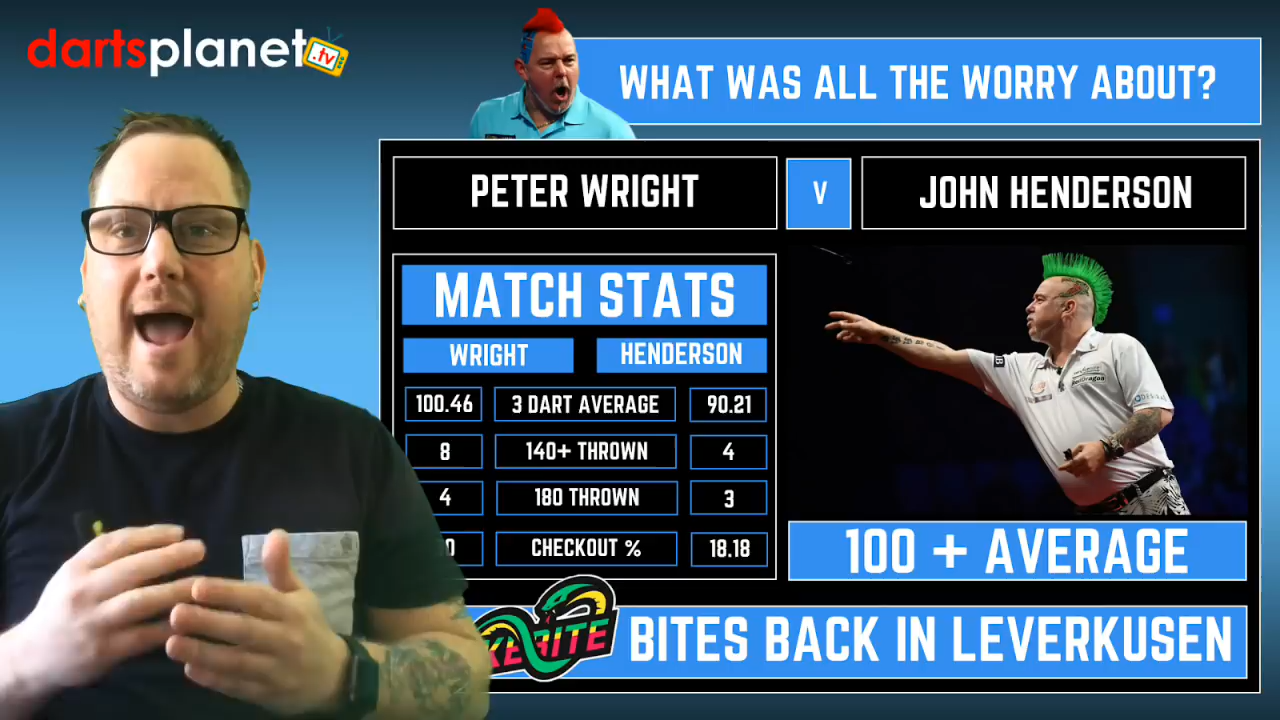 dartsplanet
.tv
WHAT WAS ALL THE WORRY ABOUT?
PETER WRIGHT
V
JOHN HENDERSON
MATCH STATS
WRIGHT
HENDERSON
100.46 3 DART AVERAGE 90.21
8 140+ THROWN 4
4 180 THROWN 3
CHECKOUT % 18.18
100 + AVERAGE
BITES BACK IN LEVERKUSEN